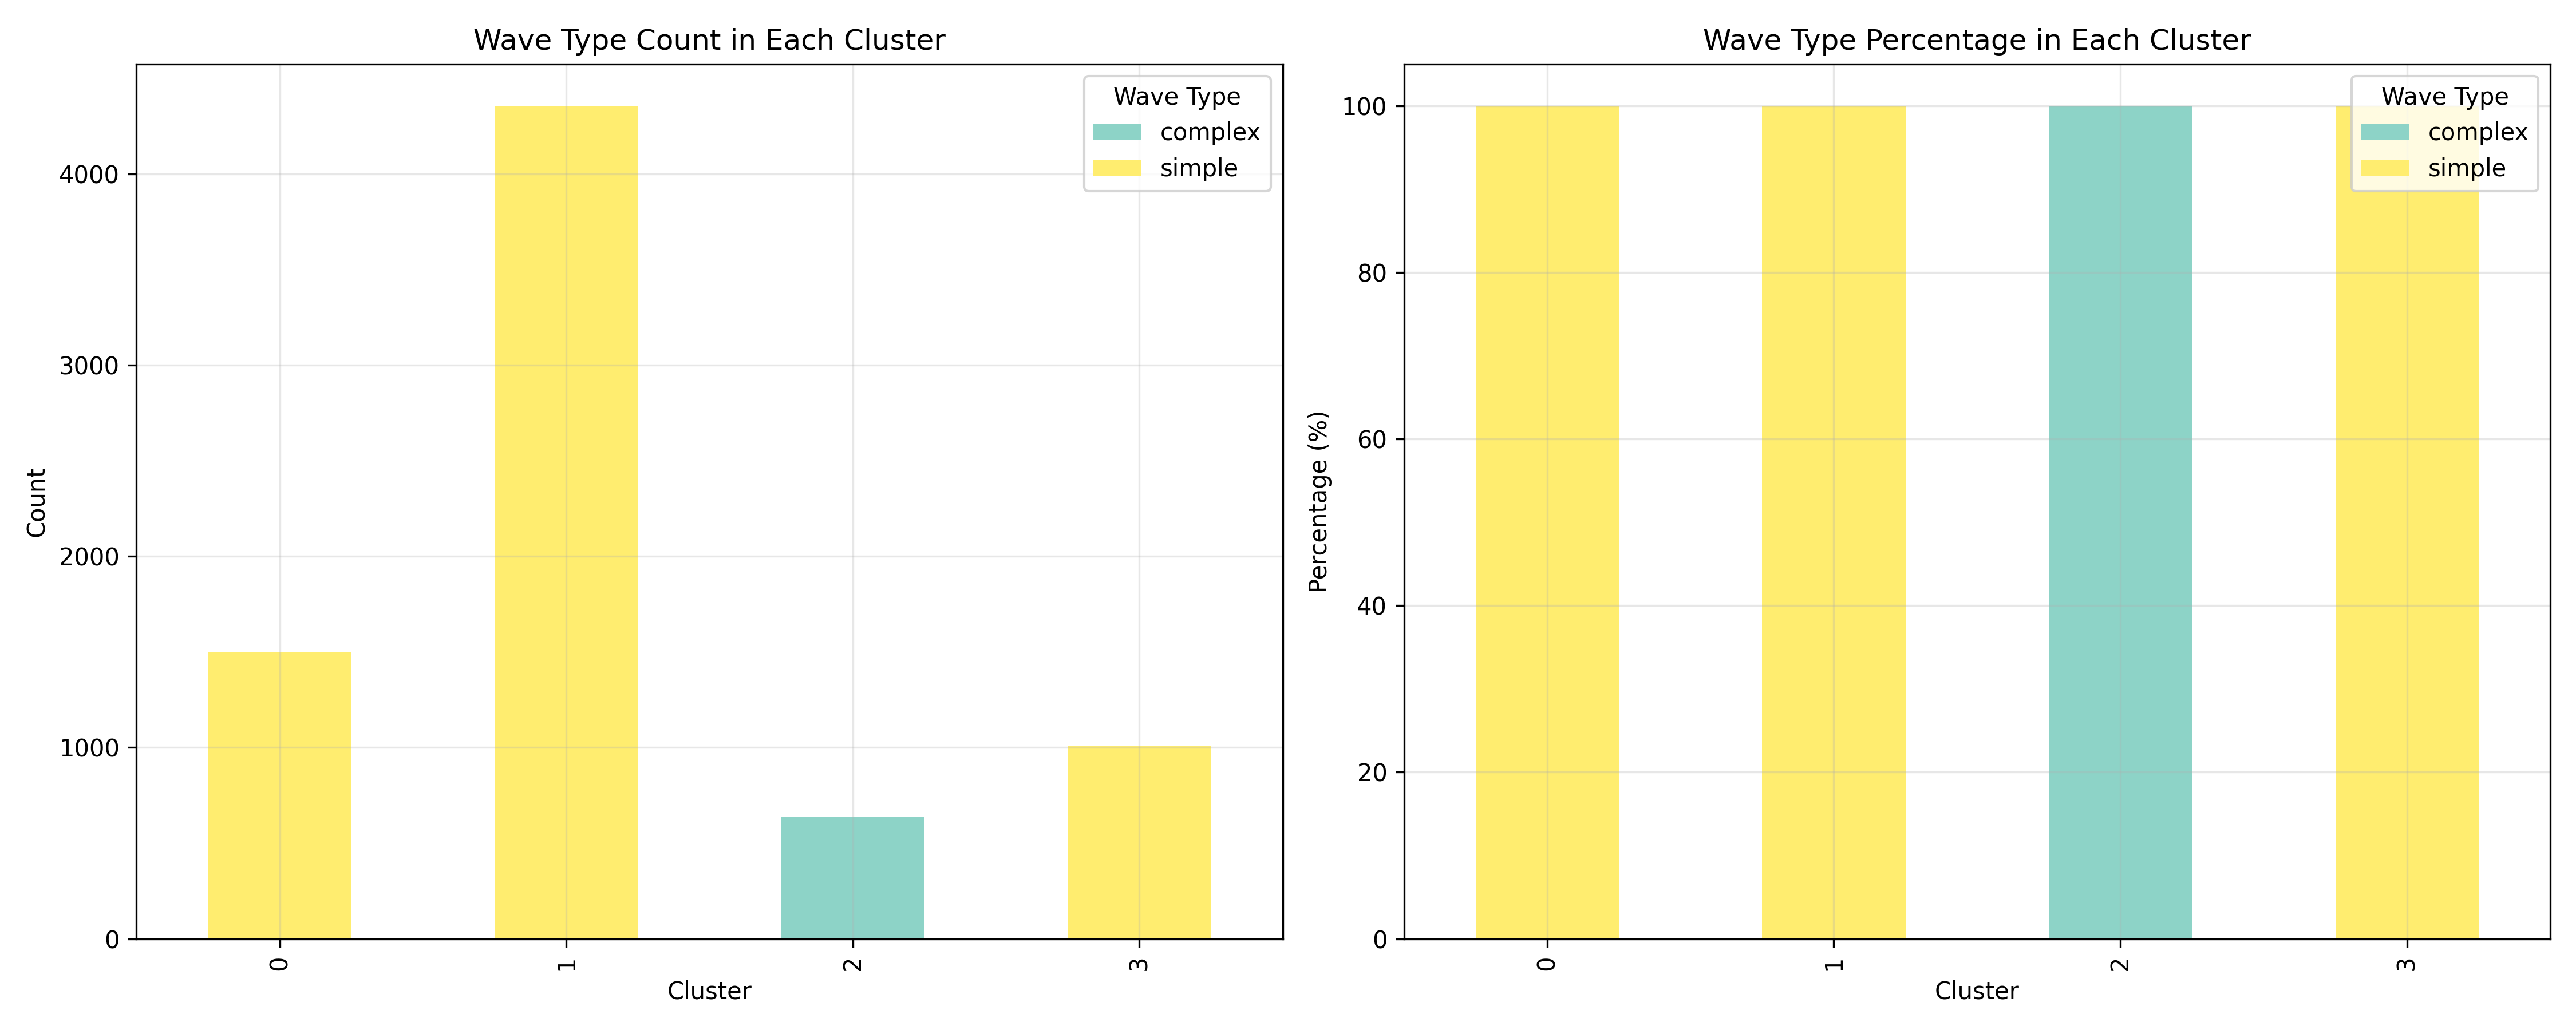 Wave Type Count in Each Cluster
Wave Type
complex
simple
4000
3000
2000
1000
0
Count
0 1 2 3
Cluster
Wave Type Percentage in Each Cluster
Wave Type
complex
simple
100
80
60
40
20
0
Percentage (%)
0 1 2 3
Cluster